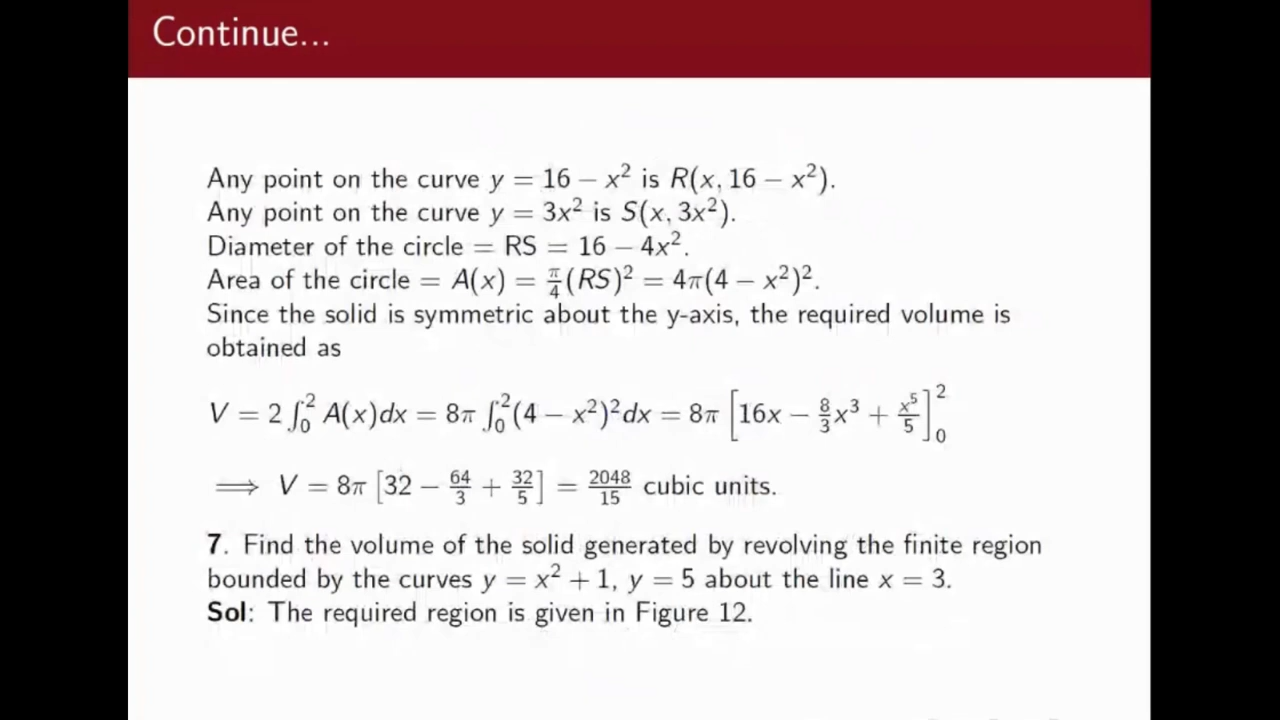 Continue...
Any point on the curve y = 16 − x² is R(x, 16 − x²).
Any point on the curve y = 3x² is S(x, 3x²).
Diameter of the circle = RS = 16 − 4x².
Area of the circle = A(x) = π/4(RS)² = 4π(4 − x²)².
Since the solid is symmetric about the y-axis, the required volume is
obtained as
V = 2 ∫₀² A(x)dx = 8π ∫₀²(4 − x²)²dx = 8π [16x − 8/3x³ + x⁵/5]₀²
⟹ V = 8π [32 − 64/3 + 32/5] = 2048/15 cubic units.
7. Find the volume of the solid generated by revolving the finite region
bounded by the curves y = x² + 1, y = 5 about the line x = 3.
Sol: The required region is given in Figure 12.